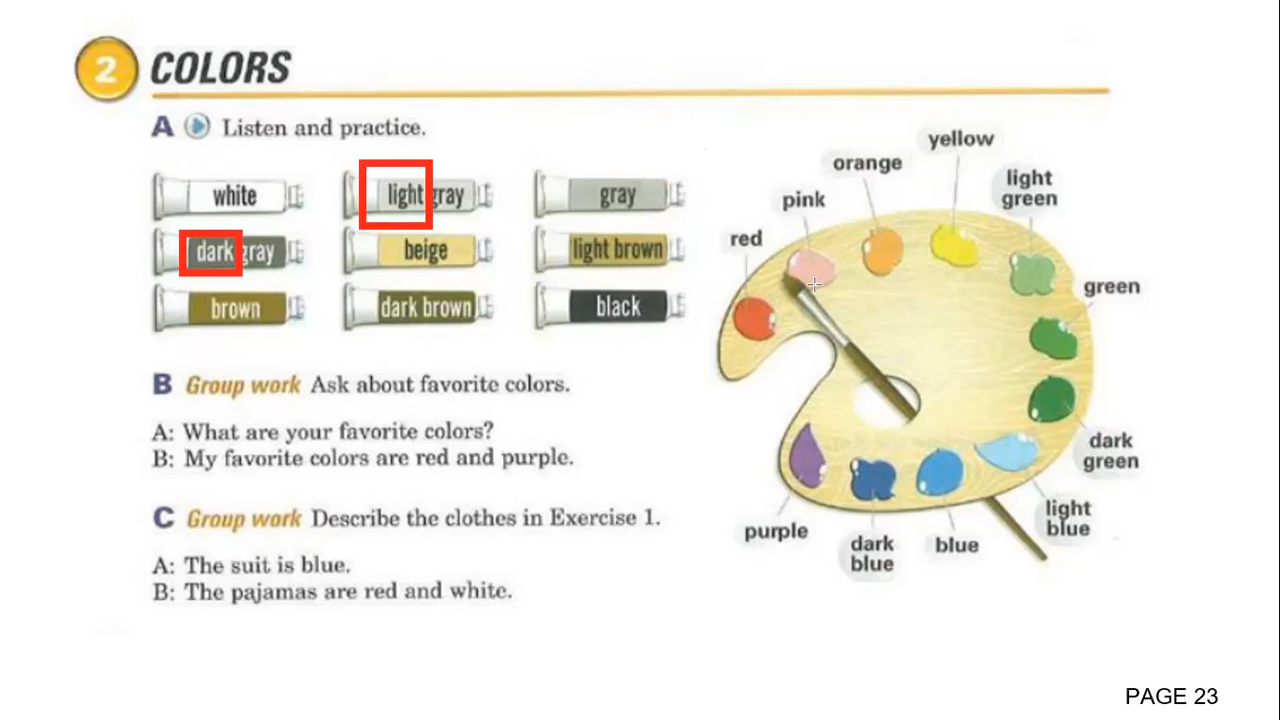 2 COLORS
A Listen and practice.
white
light gray
gray
dark gray
beige
light brown
brown
dark brown
black
B Group work Ask about favorite colors.
A: What are your favorite colors?
B: My favorite colors are red and purple.
C Group work Describe the clothes in Exercise 1.
A: The suit is blue.
B: The pajamas are red and white.
red
pink
orange
yellow
light
green
green
dark
green
light
blue
blue
dark
blue
purple
PAGE 23